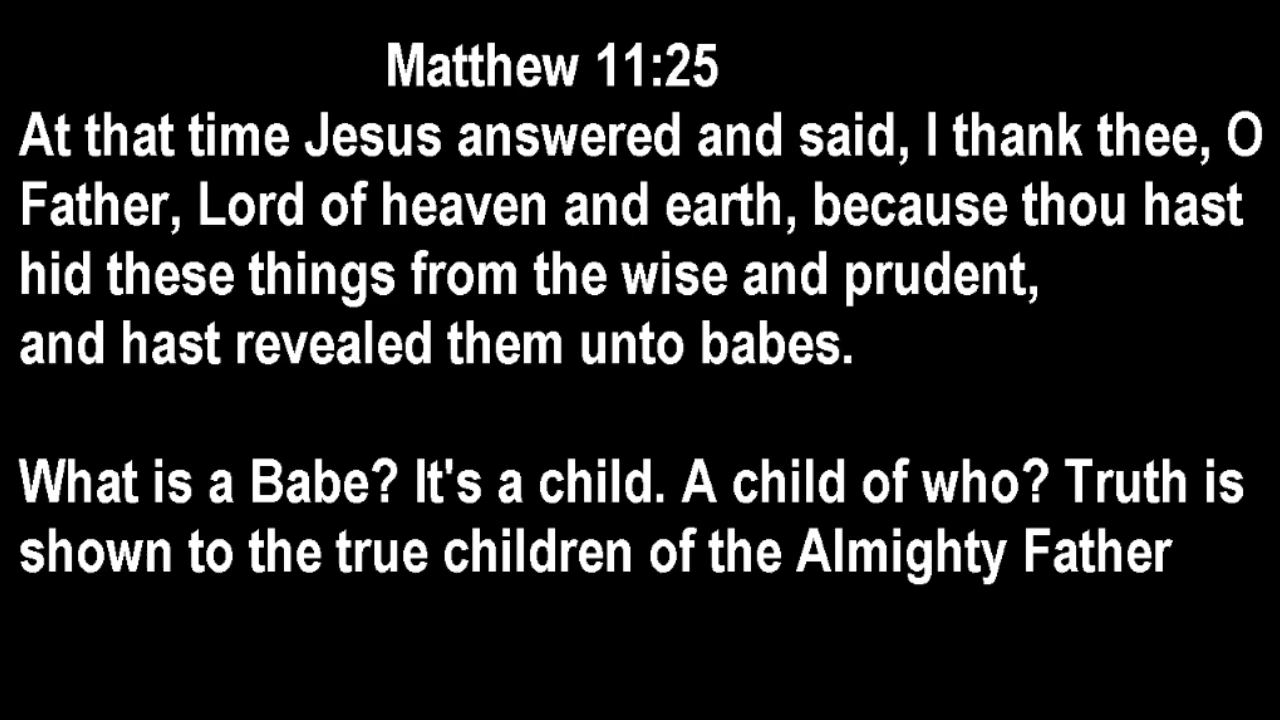 Matthew 11:25
At that time Jesus answered and said, I thank thee, O
Father, Lord of heaven and earth, because thou hast
hid these things from the wise and prudent,
and hast revealed them unto babes.
What is a Babe? It's a child. A child of who? Truth is
shown to the true children of the Almighty Father